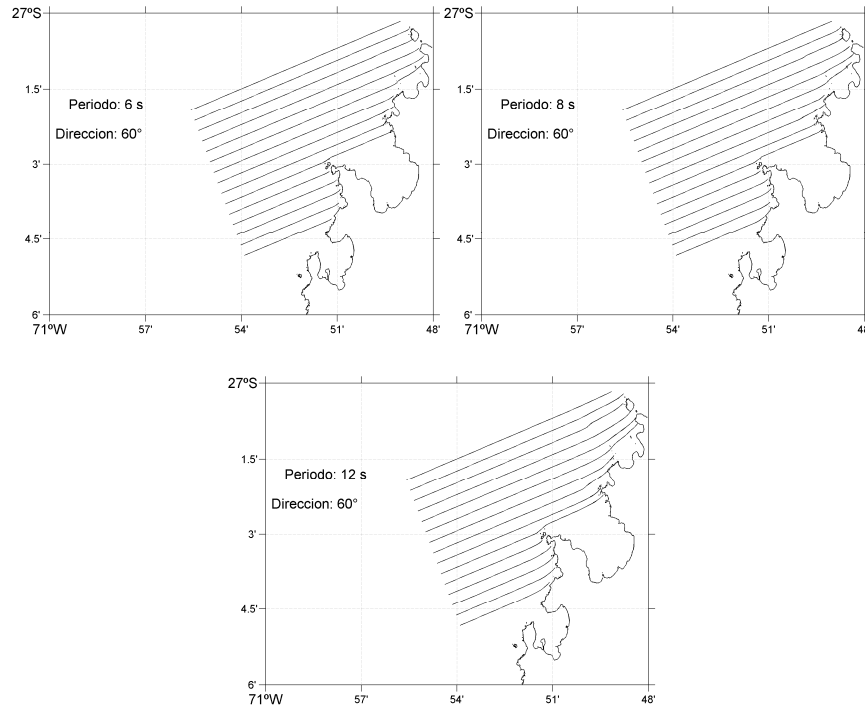 27ºS
1.5'
3'
4.5'
6'
71ºW
57'
54'
51'
48'
Periodo: 6 s
Direccion: 60°
27ºS
1.5'
3'
4.5'
6'
71ºW
57'
54'
51'
48
Periodo: 8 s
Direccion: 60°
27ºS
1.5'
3'
4.5'
6'
71ºW
57'
54'
51'
48'
Periodo: 12 s
Direccion: 60°